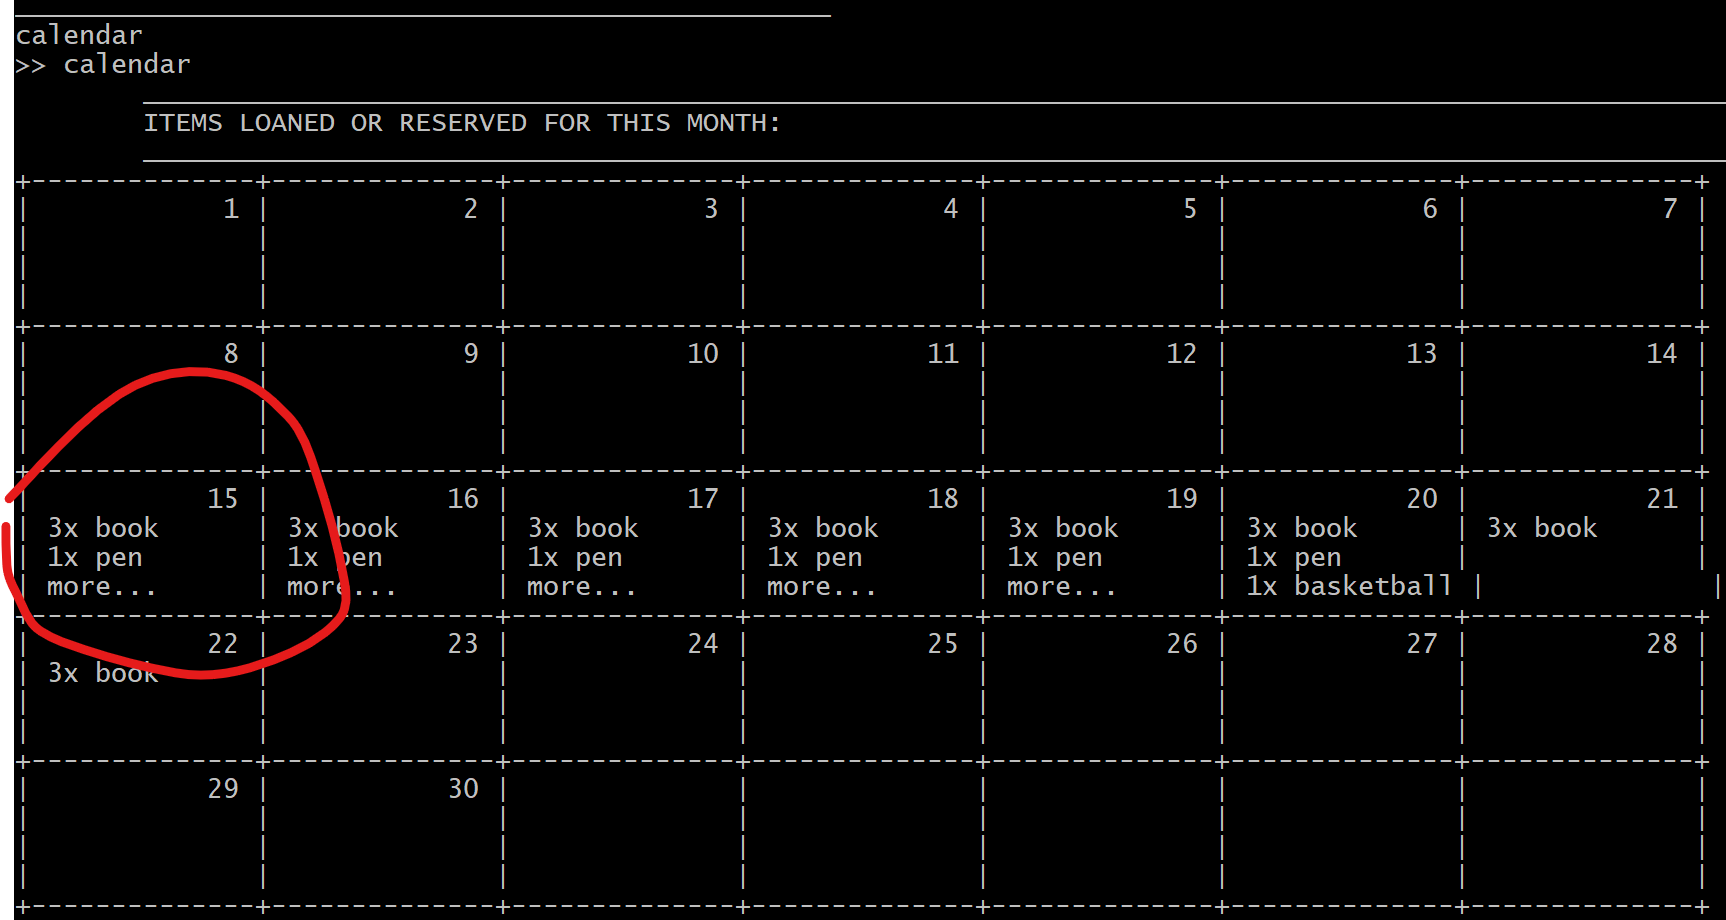 calendar
>> calendar
ITEMS LOANED OR RESERVED FOR THIS MONTH:
+--------------+--------------+--------------+--------------+--------------+--------------+--------------+
| 1 | 2 | 3 | 4 | 5 | 6 | 7 |
| | | | | | | |
| | | | | | | |
| | | | | | | |
+--------------+--------------+--------------+--------------+--------------+--------------+--------------+
| 8 | 9 | 10 | 11 | 12 | 13 | 14 |
| | | | | | | |
| | | | | | | |
| | | | | | | |
+--------------+--------------+--------------+--------------+--------------+--------------+--------------+
| 15 | 16 | 17 | 18 | 19 | 20 | 21 |
| 3x book | 3x book | 3x book | 3x book | 3x book | 3x book | 3x book |
| 1x pen | 1x pen | 1x pen | 1x pen | 1x pen | 1x pen | |
| more... | more... | more... | more... | more... | 1x basketball | |
+--------------+--------------+--------------+--------------+--------------+--------------+--------------+
| 22 | 23 | 24 | 25 | 26 | 27 | 28 |
| 3x book | | | | | | |
| | | | | | | |
| | | | | | | |
+--------------+--------------+--------------+--------------+--------------+--------------+--------------+
| 29 | 30 | | | | | |
| | | | | | | |
| | | | | | | |
| | | | | | | |
+--------------+--------------+--------------+--------------+--------------+--------------+--------------+